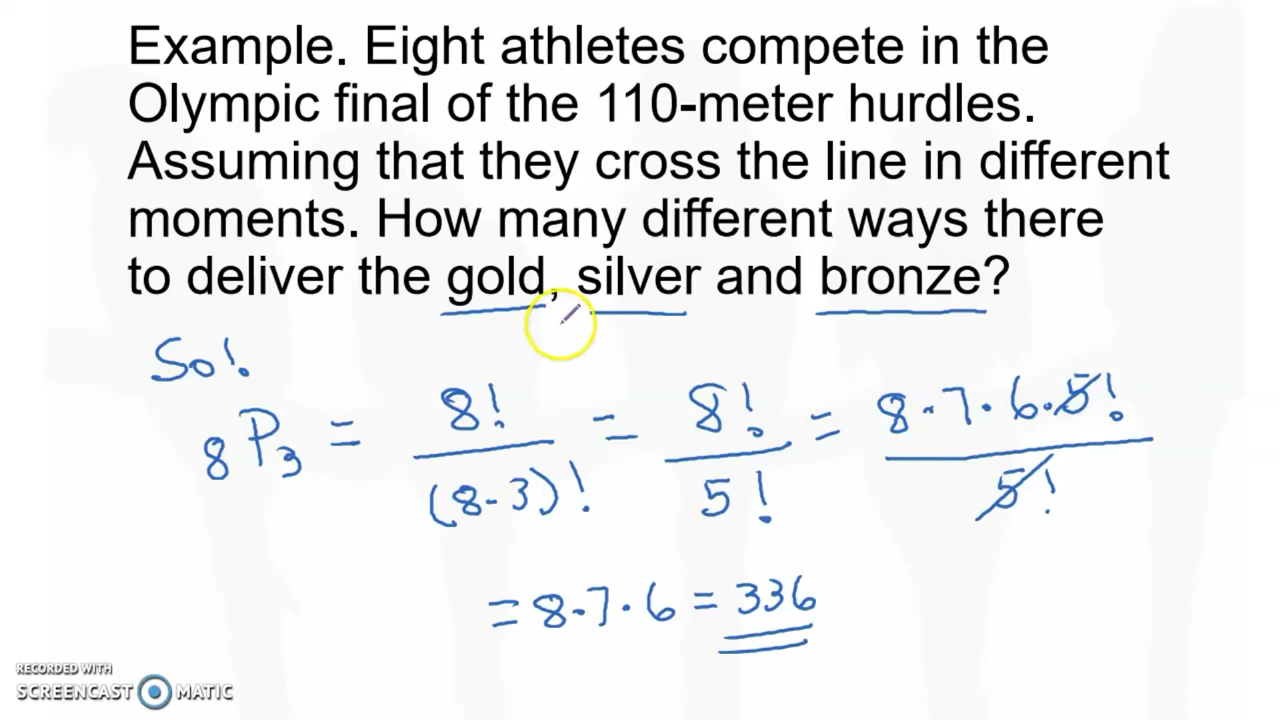 Example. Eight athletes compete in the
Olympic final of the 110-meter hurdles.
Assuming that they cross the line in different
moments. How many different ways there
to deliver the gold, silver and bronze?
So!
8P3 = 8! / (8-3)! = 8! / 5! = 8·7·6·5! / 5!
= 8·7·6 = 336
RECORDED WITH
SCREENCAST MATIC